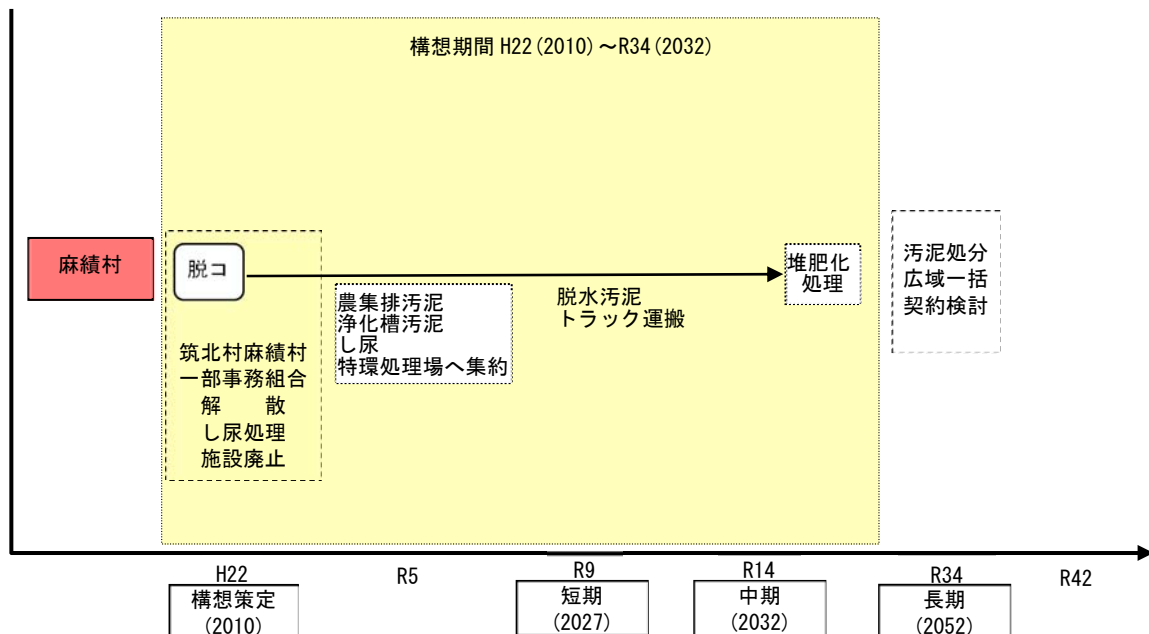 構想期間 H22(2010)～R34(2032)
麻績村
脱コ
筑北村麻績村
一部事務組合
解　　散
し尿処理
施設廃止
農集排汚泥
浄化槽汚泥
し尿
特環処理場へ集約
脱水汚泥
トラック運搬
堆肥化
処理
汚泥処分
広域一括
契約検討
H22
構想策定
(2010)
R5
R9
短期
(2027)
R14
中期
(2032)
R34
長期
(2052)
R42